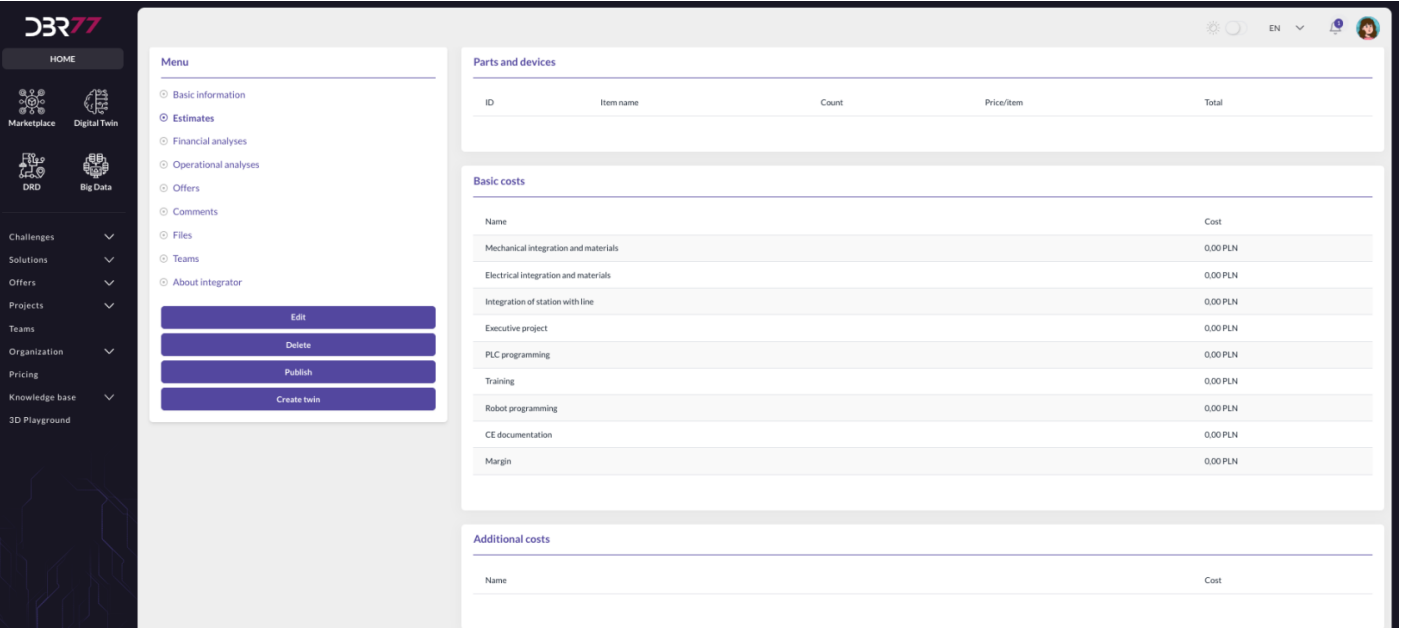 DBR77
EN
1
HOME
Marketplace Digital Twin
DRD Big Data
Challenges
Solutions
Offers
Projects
Teams
Organization
Pricing
Knowledge base
3D Playground
Menu
Basic information
Estimates
Financial analyses
Operational analyses
Offers
Comments
Files
Teams
About integrator
Edit
Delete
Publish
Create twin
Parts and devices
ID Item name Count Price/item Total
Basic costs
Name Cost
Mechanical integration and materials 0,00 PLN
Electrical integration and materials 0,00 PLN
Integration of station with line 0,00 PLN
Executive project 0,00 PLN
PLC programming 0,00 PLN
Training 0,00 PLN
Robot programming 0,00 PLN
CE documentation 0,00 PLN
Margin 0,00 PLN
Additional costs
Name Cost